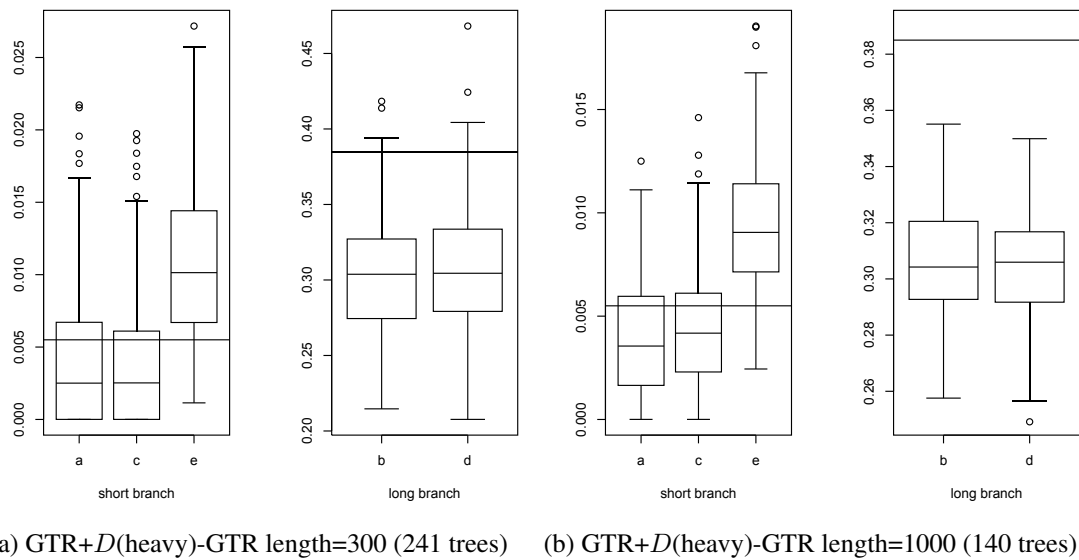 0.000
0.005
0.010
0.015
0.020
0.025
a
c
e
short branch
0.20
0.25
0.30
0.35
0.40
0.45
b
d
long branch
0.000
0.005
0.010
0.015
a
c
e
short branch
0.26
0.28
0.30
0.32
0.34
0.36
0.38
b
d
long branch
a) GTR+D(heavy)-GTR length=300 (241 trees)
(b) GTR+D(heavy)-GTR length=1000 (140 trees)